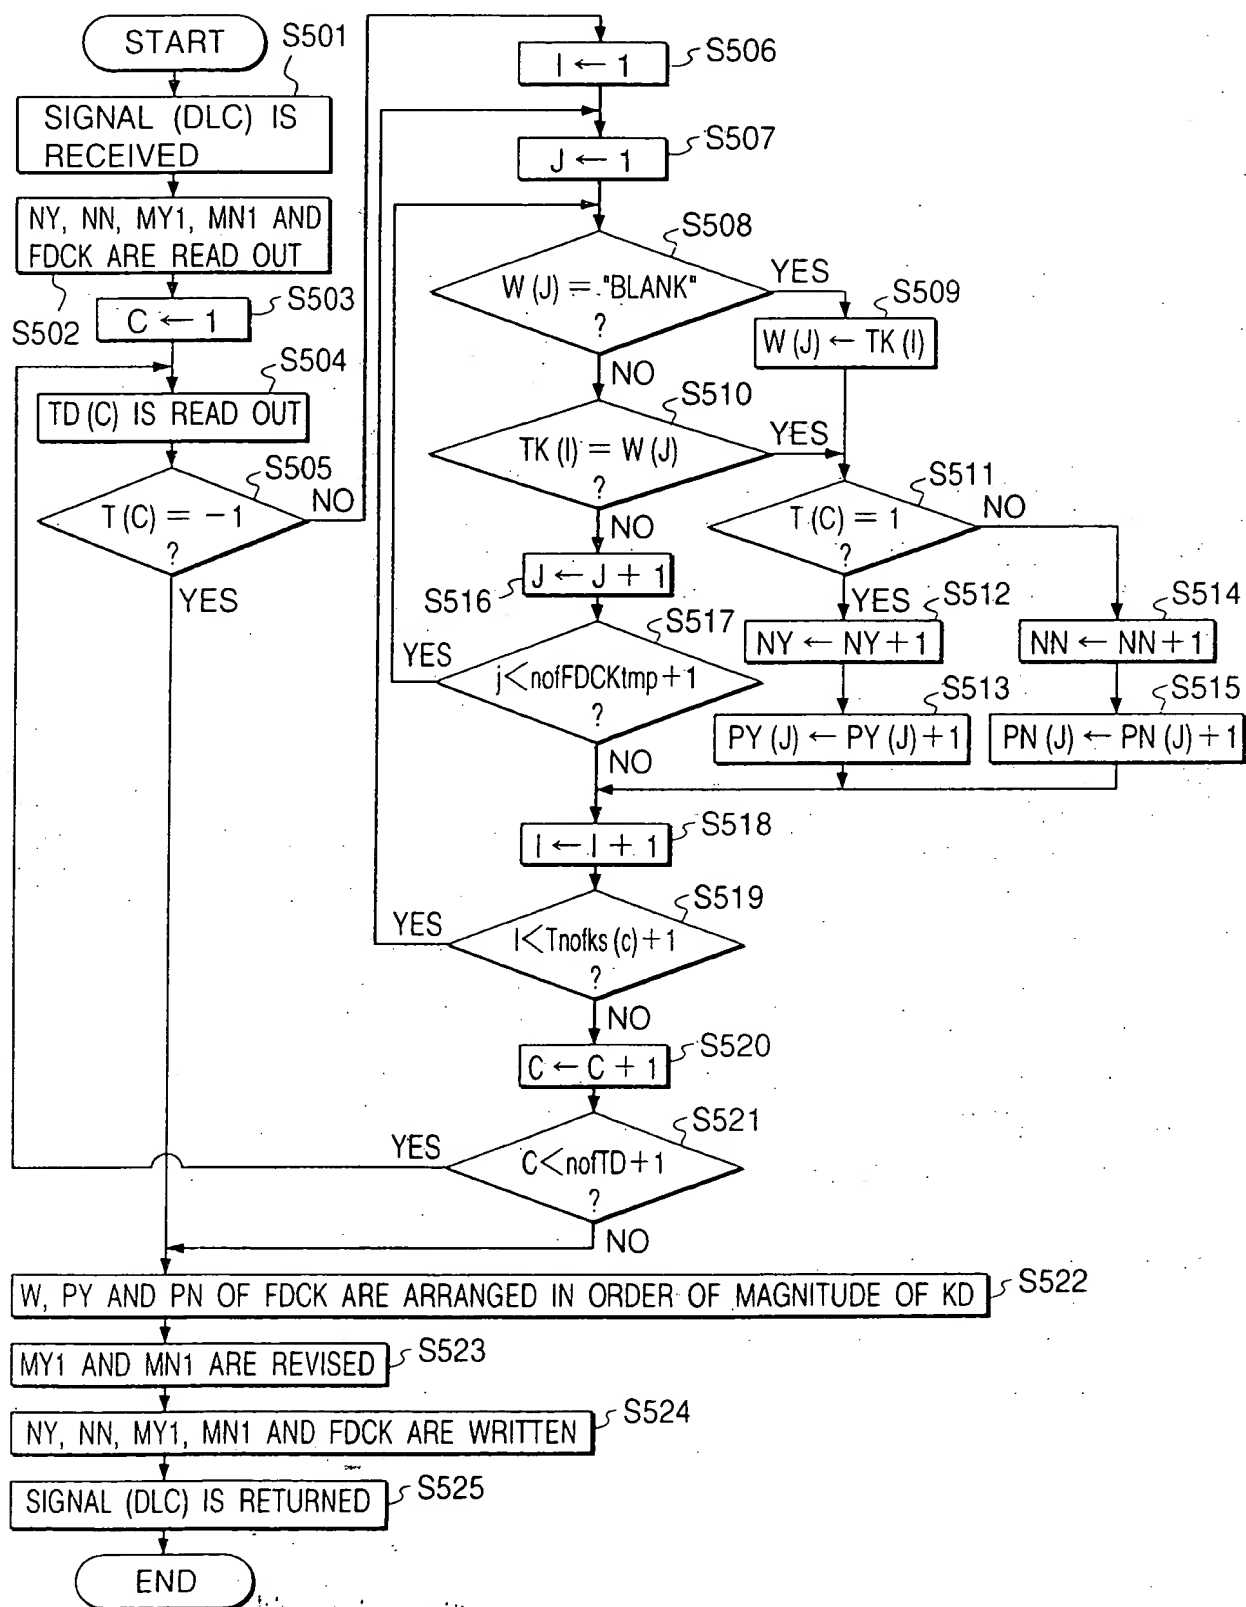 START
S501
SIGNAL (DLC) IS
RECEIVED
NY, NN, MY1, MN1 AND
FDCK ARE READ OUT
S502
C ← 1
S503
S504
TD (C) IS READ OUT
S505
T (C) = −1
?
NO
YES
I ← 1
S506
J ← 1
S507
S508
W (J) = "BLANK"
?
YES
NO
S509
W (J) ← TK (I)
S510
TK (I) = W (J)
?
YES
NO
S511
T (C) = 1
?
NO
YES
S516
J ← J + 1
S512
NY ← NY + 1
S514
NN ← NN + 1
S517
YES
j < nofFDCKtmp + 1
?
NO
S513
PY (J) ← PY (J) + 1
S515
PN (J) ← PN (J) + 1
I ← I + 1
S518
S519
YES
I < Tnofks (c) + 1
?
NO
C ← C + 1
S520
S521
YES
C < nofTD + 1
?
NO
W, PY AND PN OF FDCK ARE ARRANGED IN ORDER OF MAGNITUDE OF KD
S522
MY1 AND MN1 ARE REVISED
S523
NY, NN, MY1, MN1 AND FDCK ARE WRITTEN
S524
SIGNAL (DLC) IS RETURNED
S525
END